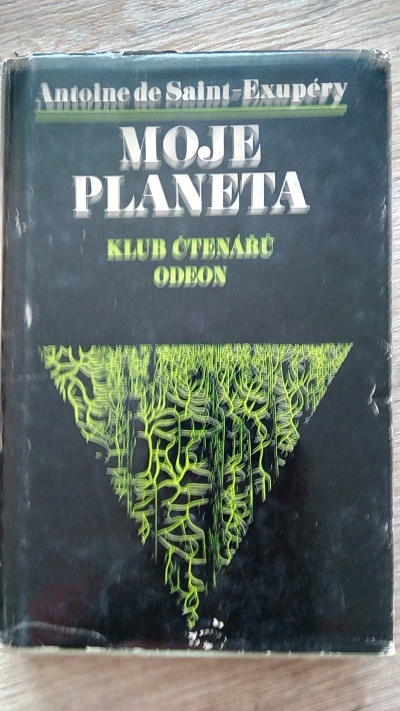 Antoine de Saint-Exupéry
MOJE
PLANETA
KLUB ČTENÁŘŮ
ODEON